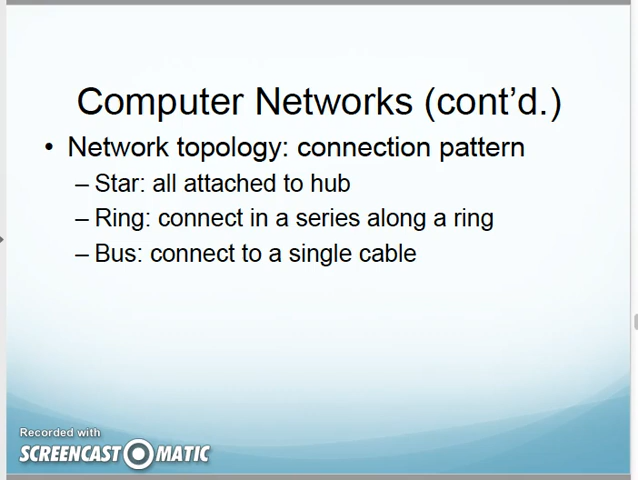 Computer Networks (cont’d.)
• Network topology: connection pattern
– Star: all attached to hub
– Ring: connect in a series along a ring
– Bus: connect to a single cable
Recorded with
SCREENCAST MATIC